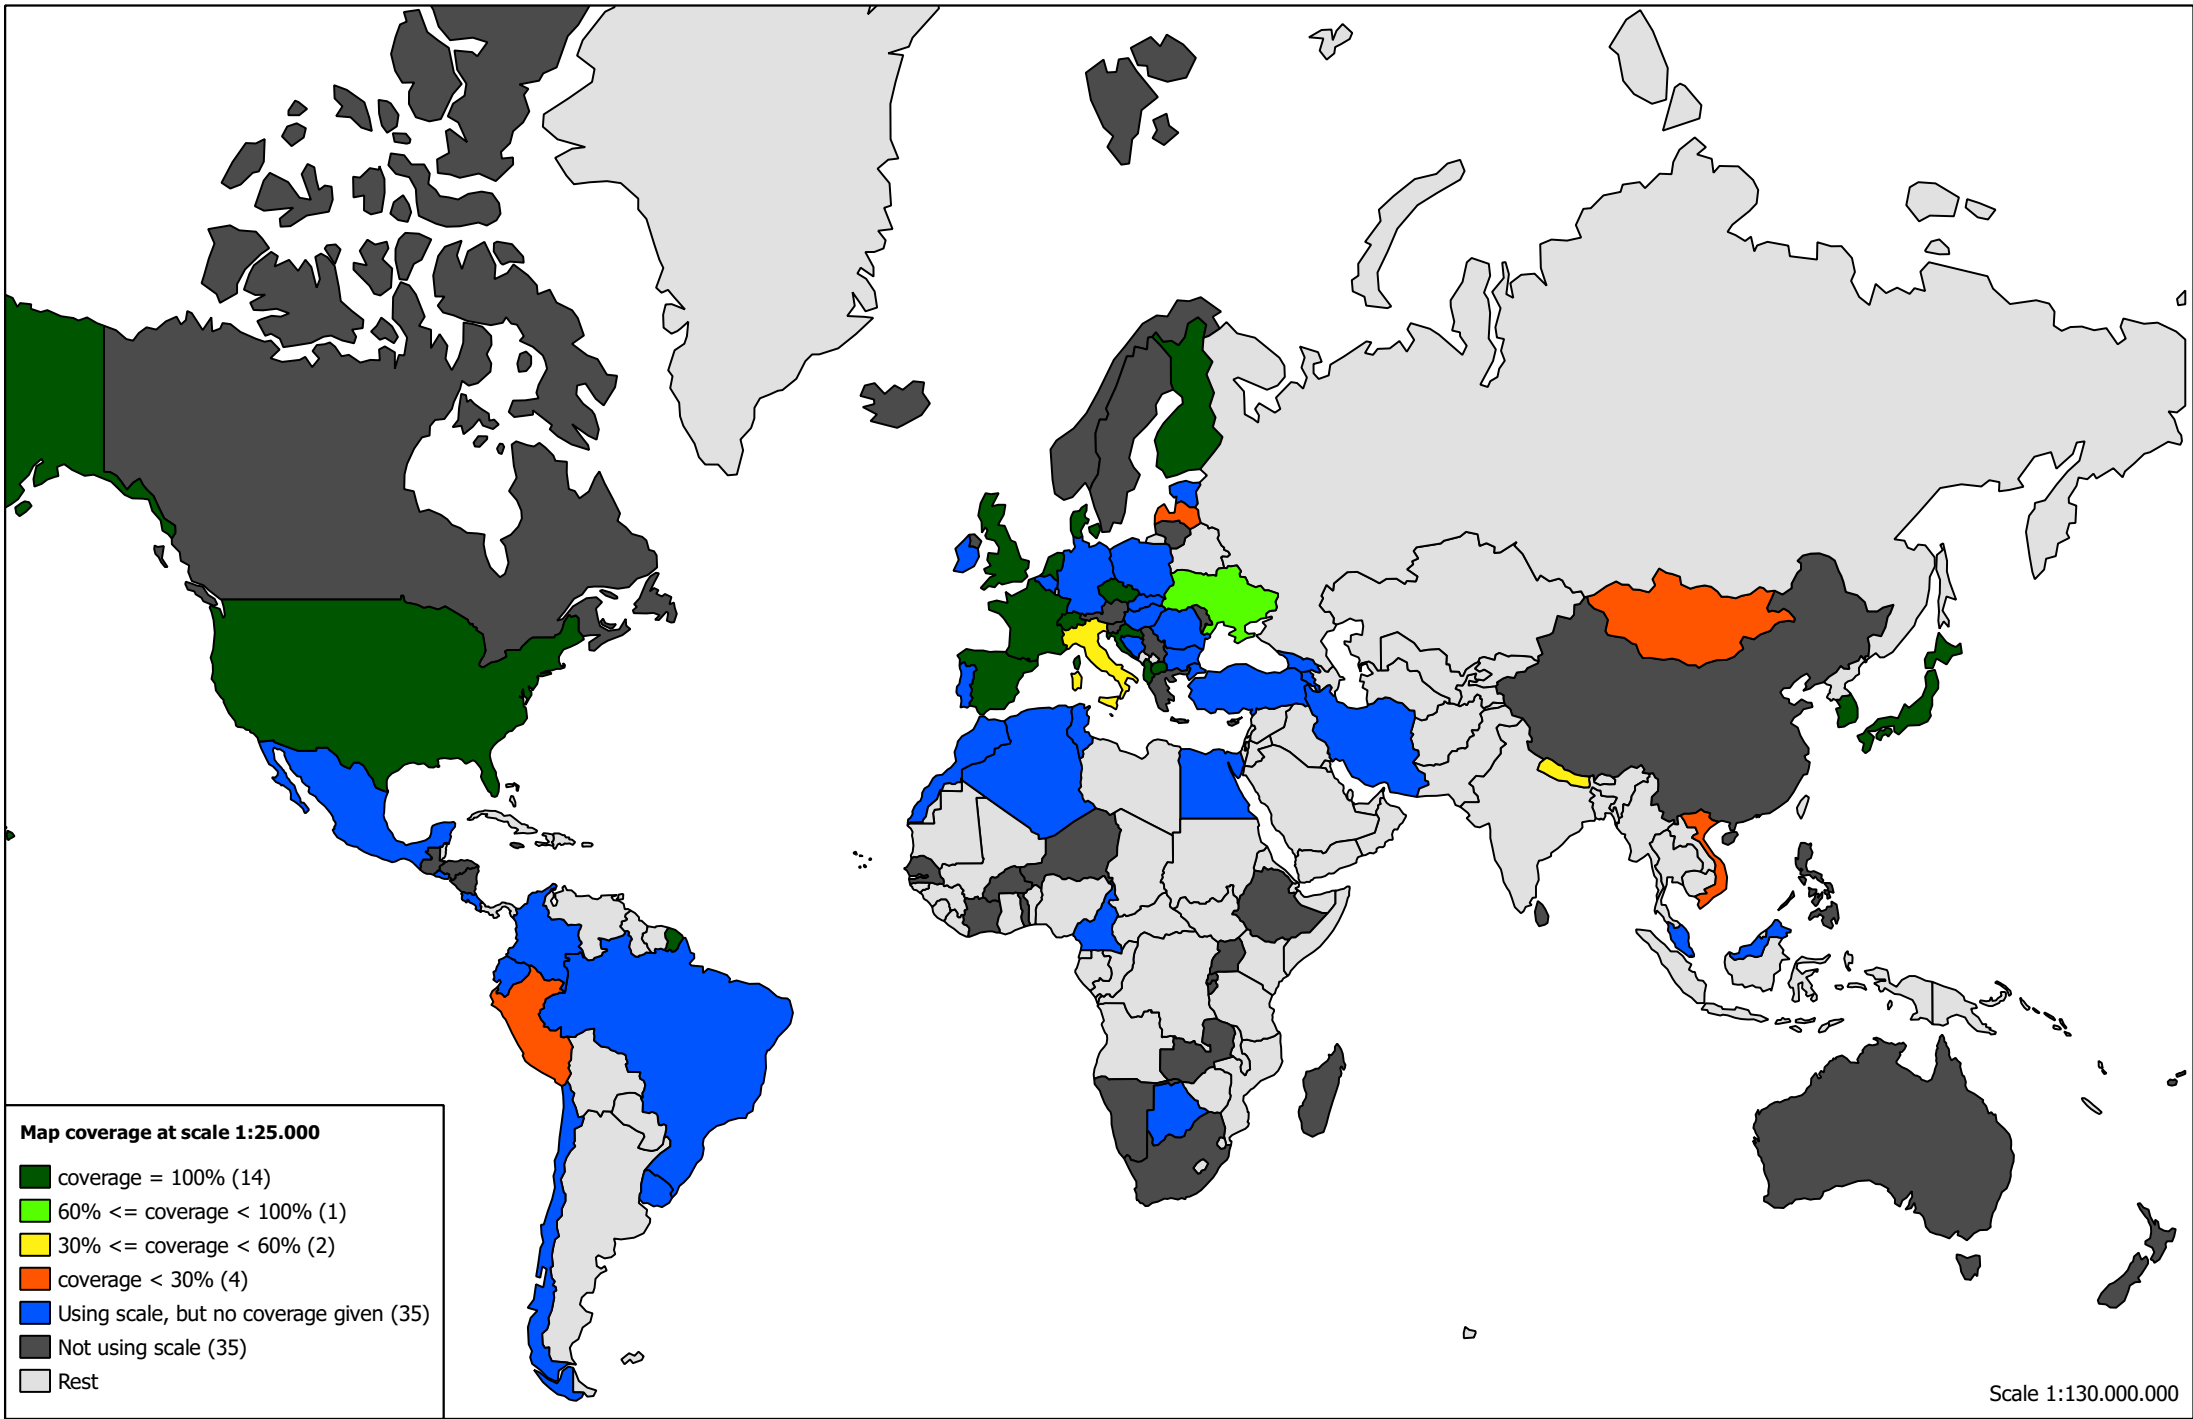 Map coverage at scale 1:25.000
coverage = 100% (14)
60% <= coverage < 100% (1)
30% <= coverage < 60% (2)
coverage < 30% (4)
Using scale, but no coverage given (35)
Not using scale (35)
Rest
Scale 1:130.000.000